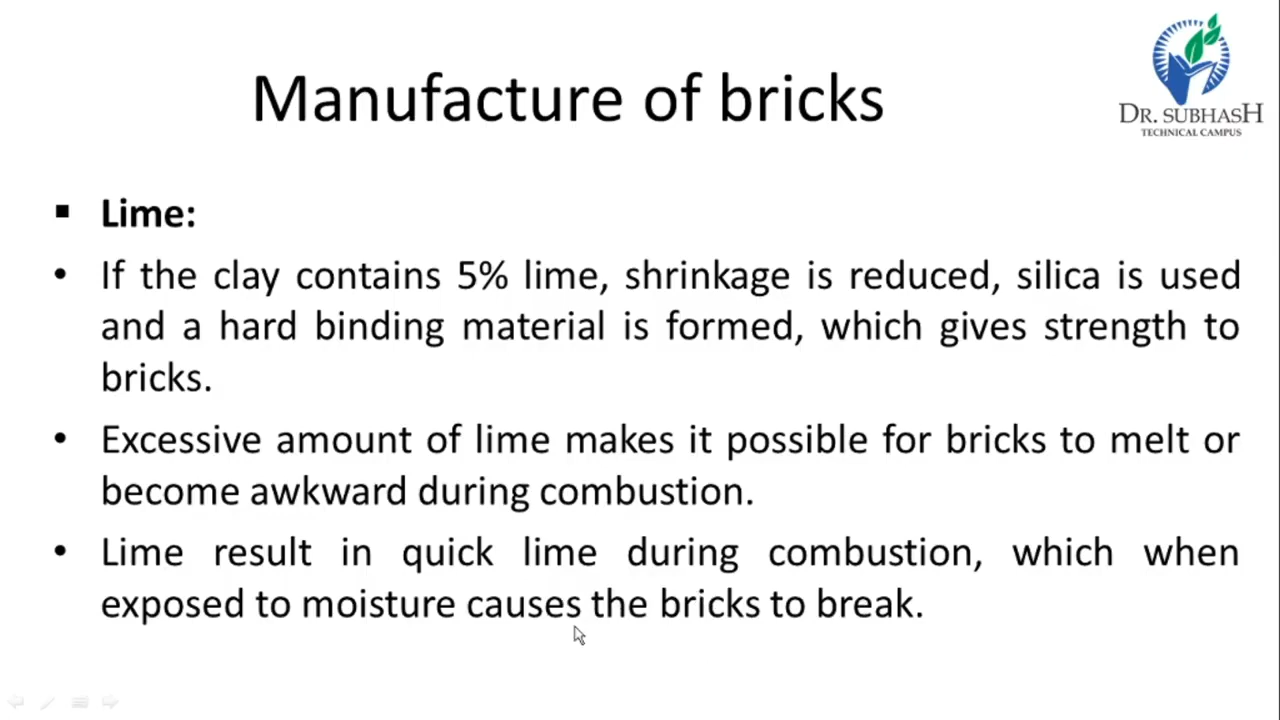 Manufacture of bricks
DR. SUBHASH
TECHNICAL CAMPUS
Lime:
If the clay contains 5% lime, shrinkage is reduced, silica is used
and a hard binding material is formed, which gives strength to
bricks.
Excessive amount of lime makes it possible for bricks to melt or
become awkward during combustion.
Lime result in quick lime during combustion, which when
exposed to moisture causes the bricks to break.